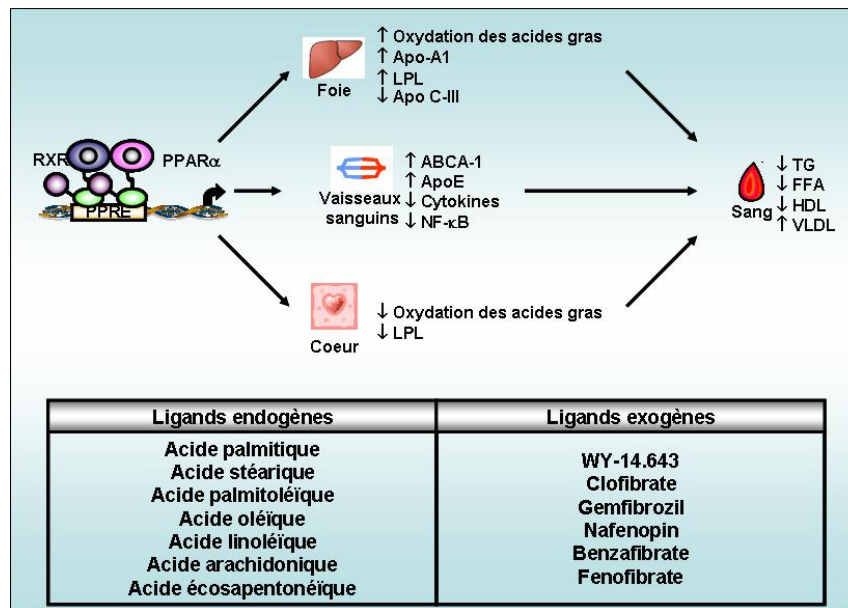 ↑ Oxydation des acides gras
↑ Apo-A1
↑ LPL
↓ Apo C-III
Foie
RXR
PPARα
PPRE
↑ ABCA-1
↑ ApoE
↓ Cytokines
↓ NF-κB
Vaisseaux
sanguins
↓ TG
↓ FFA
↓ HDL
↑ VLDL
Sang
↓ Oxydation des acides gras
↓ LPL
Coeur
Ligands endogènes
Acide palmitique
Acide stéarique
Acide palmitoléïque
Acide oléïque
Acide linoléïque
Acide arachidonique
Acide écosapentonéïque
Ligands exogènes
WY-14.643
Clofibrate
Gemfibrozil
Nafenopin
Benzafibrate
Fenofibrate